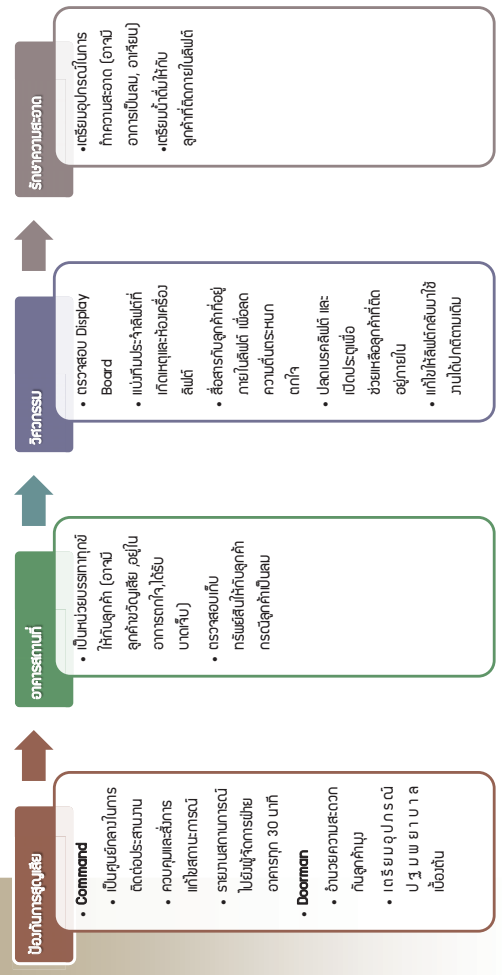 ป้องกันการสูญเสีย
• Command
• เป็นศูนย์กลางในการ
ติดต่อประสานงาน
• ควบคุมและสั่งการ
แก้ไขสถานะการณ์
• รายงานสถานการณ์
ไปยังผู้จัดการฝ่าย
อาคารทุก 30 นาที
• Doorman
• อำนวยความสะดวก
กับลูกค้ามุง
• เตรียมอุปกรณ์
ปฐมพยาบาล
เบื้องต้น
อาคารสถานที่
• เป็นหน่วยบรรเทาทุกข์
ให้กับลูกค้า (อาจมี
ลูกค้าขวัญเสีย ,อยู่ใน
อาการตกใจ,ได้รับ
บาดเจ็บ)
• ตรวจสอบเก็บ
ทรัพย์สินให้กับลูกค้า
กรณีลูกค้าเป็นลม
วิศวกรรม
• ตรวจสอบ Display
Board
• แบ่งทีมประจำลิฟต์ที่
เกิดเหตุและห้องเครื่อง
ลิฟต์
• สื่อสารกับลูกค้าที่อยู่
ภายในลิฟต์ เพื่อลด
ความตื่นตระหนก
ตกใจ
• ปลดเบรคลิฟต์ และ
เปิดประตูเพื่อ
ช่วยเหลือลูกค้าที่ติด
อยู่ภายใน
• แก้ไขให้ลิฟต์กลับมาใช้
งานได้ปกติตามเดิม
รักษาความสะอาด
•เตรียมอุปกรณ์ในการ
ทำความสะอาด (อาจมี
อาการเป็นลม, อาเจียน)
•เตรียมน้ำดื่มให้กับ
ลูกค้าที่ติดภายในลิฟต์